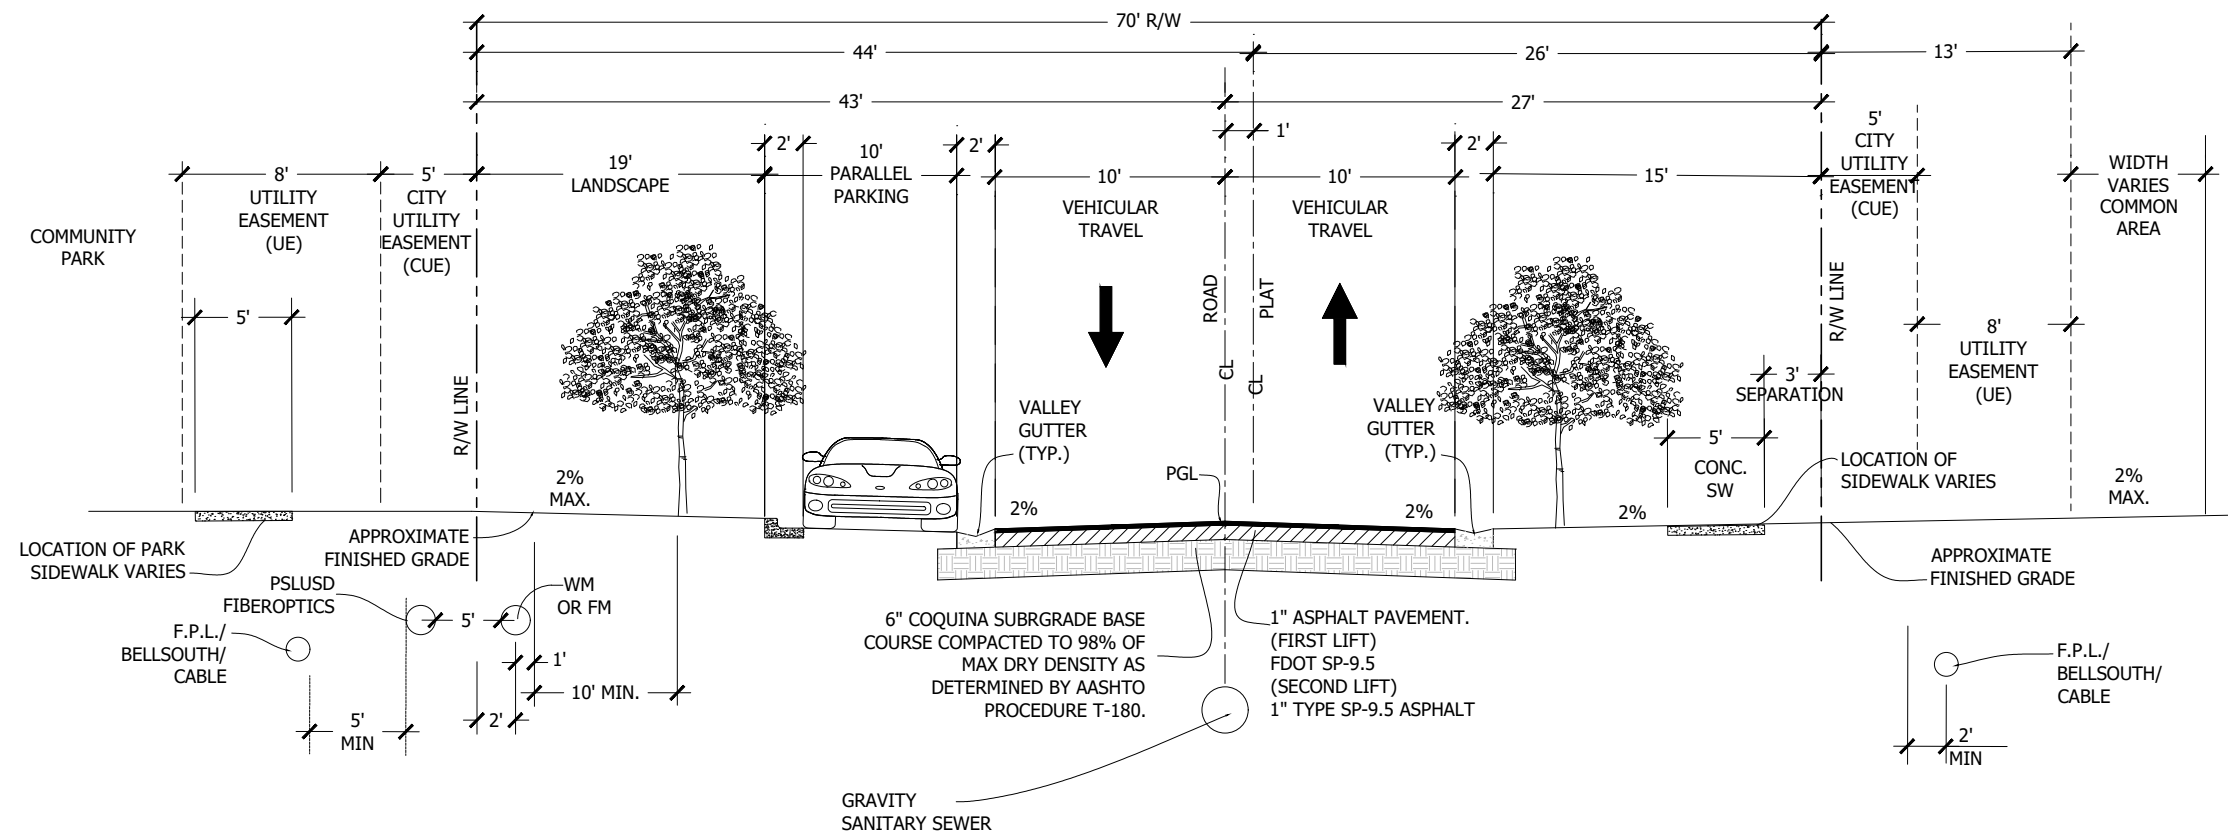 70' R/W
44'
26'
13'
43'
27'
1'
2'
2'
2'
8'
UTILITY
EASEMENT
(UE)
5'
CITY
UTILITY
EASEMENT
(CUE)
19'
LANDSCAPE
10'
PARALLEL
PARKING
10'
VEHICULAR
TRAVEL
10'
VEHICULAR
TRAVEL
15'
5'
CITY
UTILITY
EASEMENT
(CUE)
WIDTH
VARIES
COMMON
AREA
COMMUNITY
PARK
5'
R/W LINE
ROAD
CL
PLAT
CL
R/W LINE
8'
UTILITY
EASEMENT
(UE)
3'
SEPARATION
VALLEY
GUTTER
(TYP.)
VALLEY
GUTTER
(TYP.)
5'
CONC.
SW
LOCATION OF
SIDEWALK VARIES
2%
MAX.
PGL
2%
2%
2%
2%
MAX.
LOCATION OF PARK
SIDEWALK VARIES
APPROXIMATE
FINISHED GRADE
APPROXIMATE
FINISHED GRADE
PSLUSD
FIBEROPTICS
5'
WM
OR FM
F.P.L./
BELLSOUTH/
CABLE
1'
10' MIN.
2'
5'
MIN
6" COQUINA SUBRGRADE BASE
COURSE COMPACTED TO 98% OF
MAX DRY DENSITY AS
DETERMINED BY AASHTO
PROCEDURE T-180.
1" ASPHALT PAVEMENT.
(FIRST LIFT)
FDOT SP-9.5
(SECOND LIFT)
1" TYPE SP-9.5 ASPHALT
F.P.L./
BELLSOUTH/
CABLE
2'
MIN
GRAVITY
SANITARY SEWER